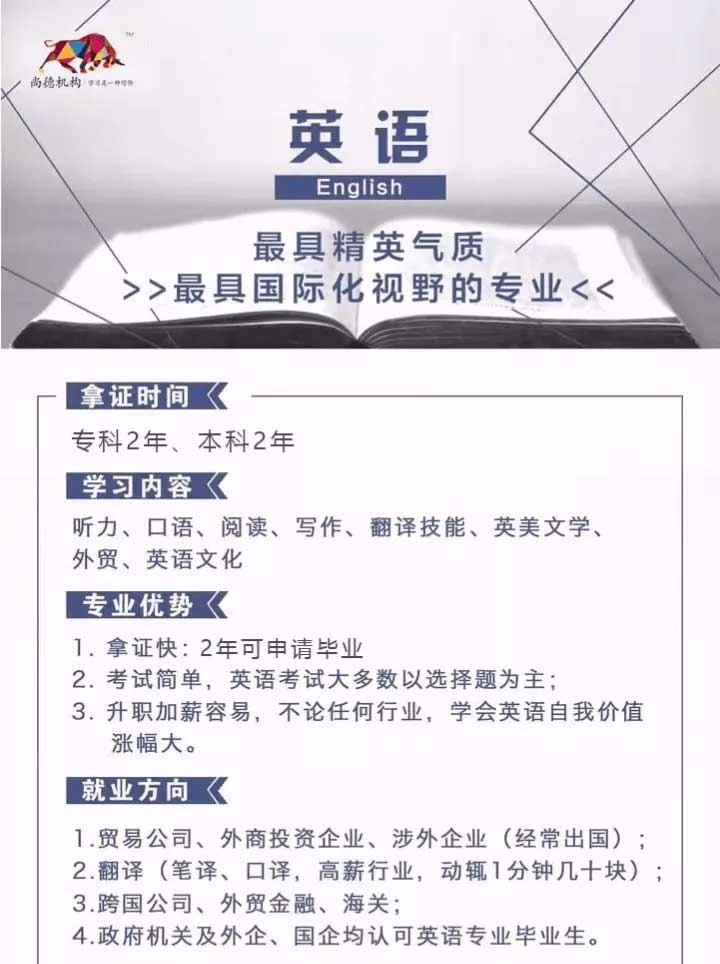 TM
尚德机构 学习是一种信仰
英语
English
最具精英气质
>>最具国际化视野的专业<<
拿证时间
专科2年、本科2年
学习内容
听力、口语、阅读、写作、翻译技能、英美文学、
外贸、英语文化
专业优势
1. 拿证快：2年可申请毕业
2. 考试简单，英语考试大多数以选择题为主；
3. 升职加薪容易，不论任何行业，学会英语自我价值
涨幅大。
就业方向
1.贸易公司、外商投资企业、涉外企业（经常出国）；
2.翻译（笔译、口译，高薪行业，动辄1分钟几十块）；
3.跨国公司、外贸金融、海关；
4.政府机关及外企、国企均认可英语专业毕业生。